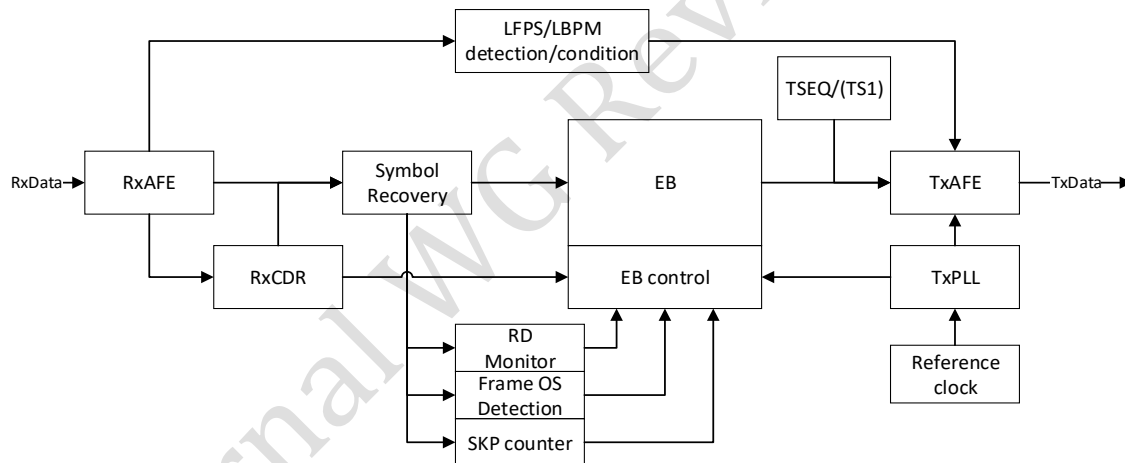 LFPS/LBPM
detection/condition
TSEQ/(TS1)
RxData
RxAFE
Symbol
Recovery
EB
TxAFE
TxData
RxCDR
EB control
TxPLL
RD
Monitor
Frame OS
Detection
SKP counter
Reference
clock
WG